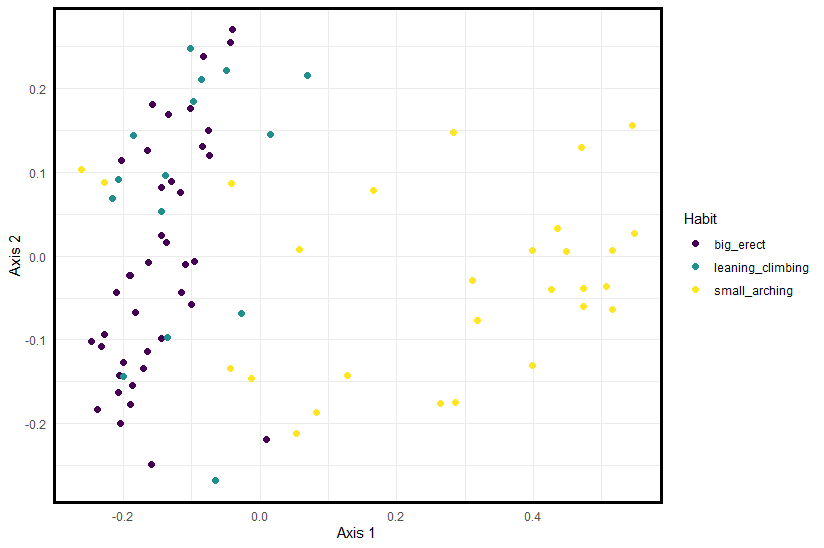 Axis 2
0.2
0.1
0.0
-0.1
-0.2
-0.2
0.0
0.2
0.4
Axis 1
Habit
big_erect
leaning_climbing
small_arching